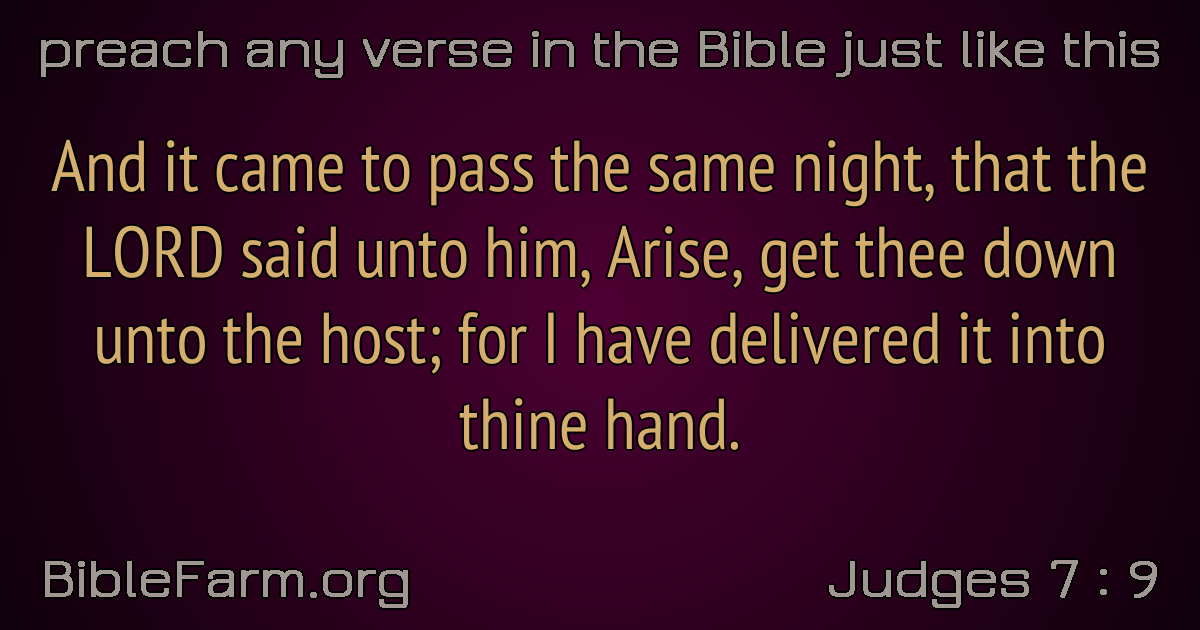 preach any verse in the Bible just like this
And it came to pass the same night, that the
LORD said unto him, Arise, get thee down
unto the host; for I have delivered it into
thine hand.
BibleFarm.org
Judges 7 : 9